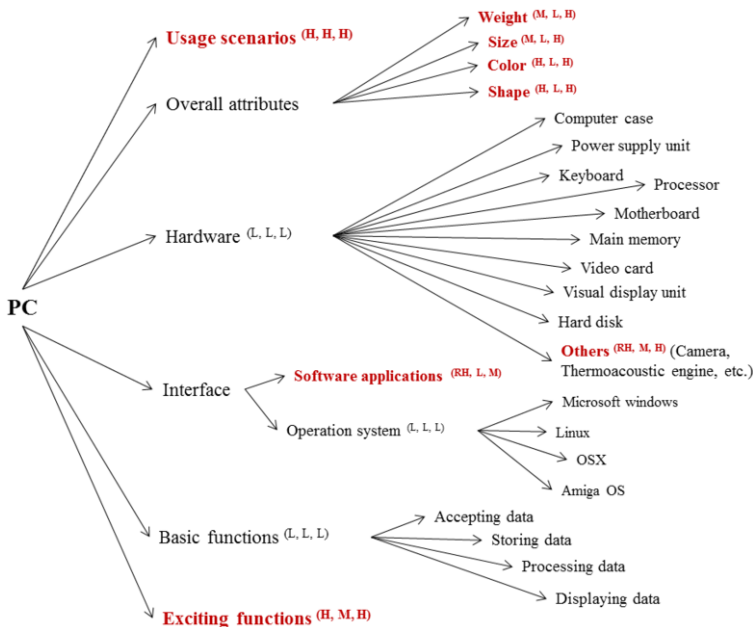 PC
Usage scenarios (H, H, H)
Overall attributes
Weight (M, L, H)
Size (M, L, H)
Color (H, L, H)
Shape (H, L, H)
Hardware (L, L, L)
Computer case
Power supply unit
Keyboard
Processor
Motherboard
Main memory
Video card
Visual display unit
Hard disk
Others (RH, M, H) (Camera,
Thermoacoustic engine, etc.)
Interface
Software applications (RH, L, M)
Operation system (L, L, L)
Microsoft windows
Linux
OSX
Amiga OS
Basic functions (L, L, L)
Accepting data
Storing data
Processing data
Displaying data
Exciting functions (H, M, H)